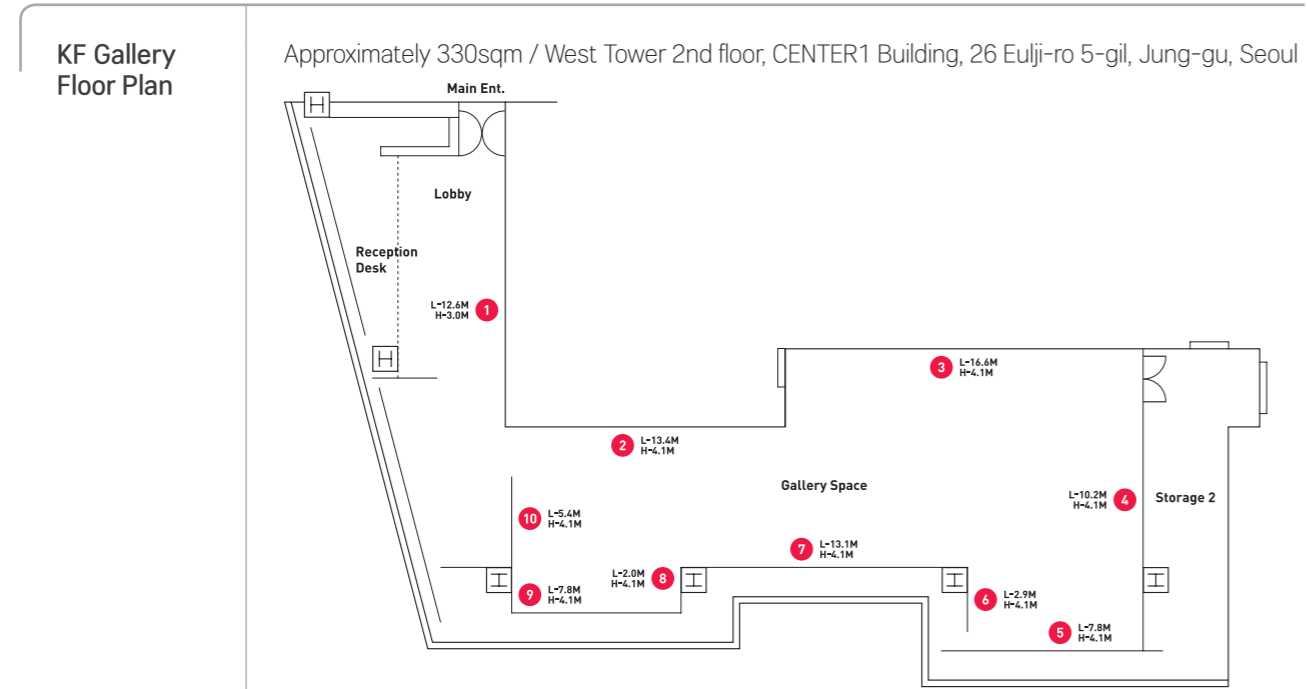 KF Gallery
Floor Plan
Approximately 330sqm / West Tower 2nd floor, CENTER1 Building, 26 Eulji-ro 5-gil, Jung-gu, Seoul
Main Ent.
H
Lobby
Reception
Desk
L-12.6M
H-3.0M
1
H
3
L-16.6M
H-4.1M
2
L-13.4M
H-4.1M
Gallery Space
L-10.2M
H-4.1M
4
Storage 2
10
L-5.4M
H-4.1M
7
L-13.1M
H-4.1M
L-2.0M
H-4.1M
8
9
L-7.8M
H-4.1M
6
L-2.9M
H-4.1M
5
L-7.8M
H-4.1M